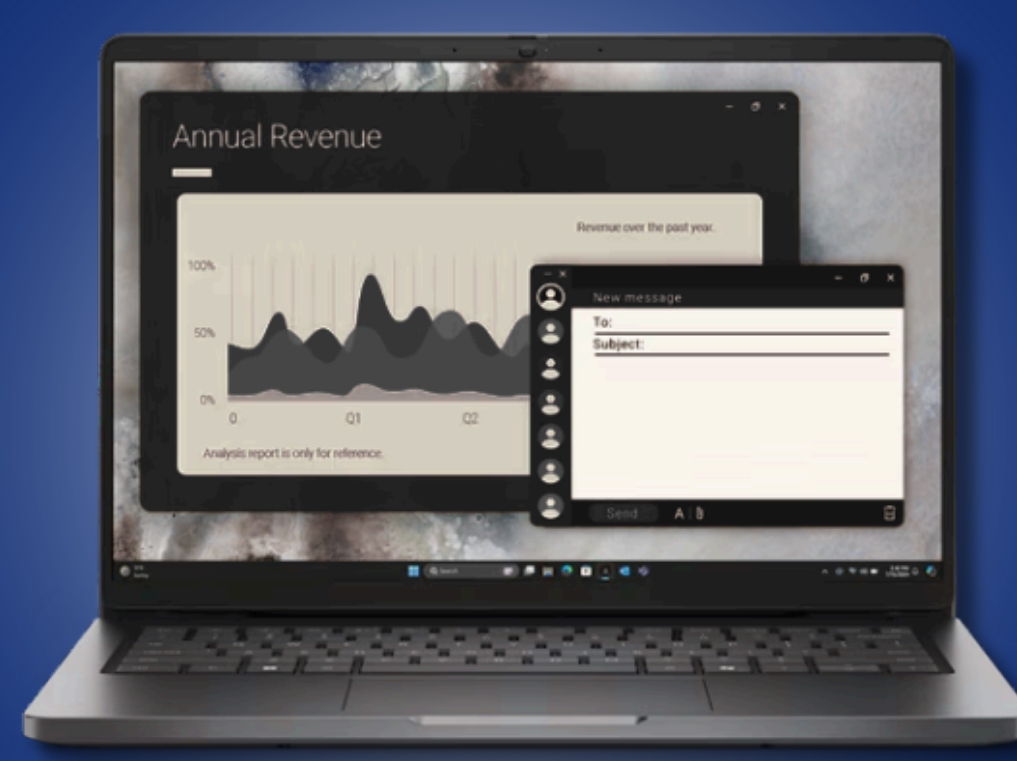 Annual Revenue
Revenue over the past year.
100%
50%
0%
0
Q1
Q2
Analysis report is only for reference.
New message
To:
Subject:
Send
A
Search